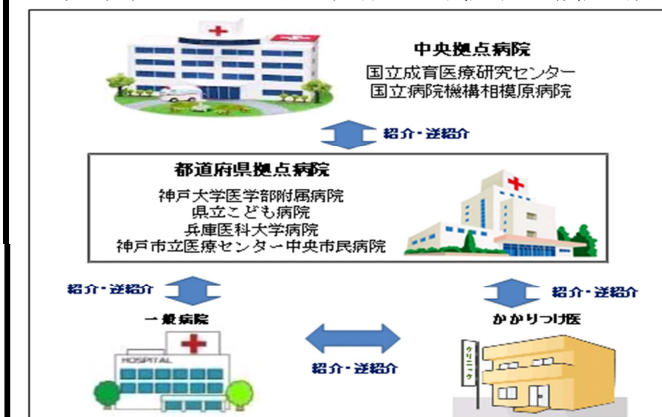 中央拠点病院
国立成育医療研究センター
国立病院機構相模原病院
紹介・逆紹介
都道府県拠点病院
神戸大学医学部附属病院
県立こども病院
兵庫医科大学病院
神戸市立医療センター中央市民病院
紹介・逆紹介
紹介・逆紹介
一般病院
かかりつけ医
HOSPITAL
クリニック
紹介・逆紹介